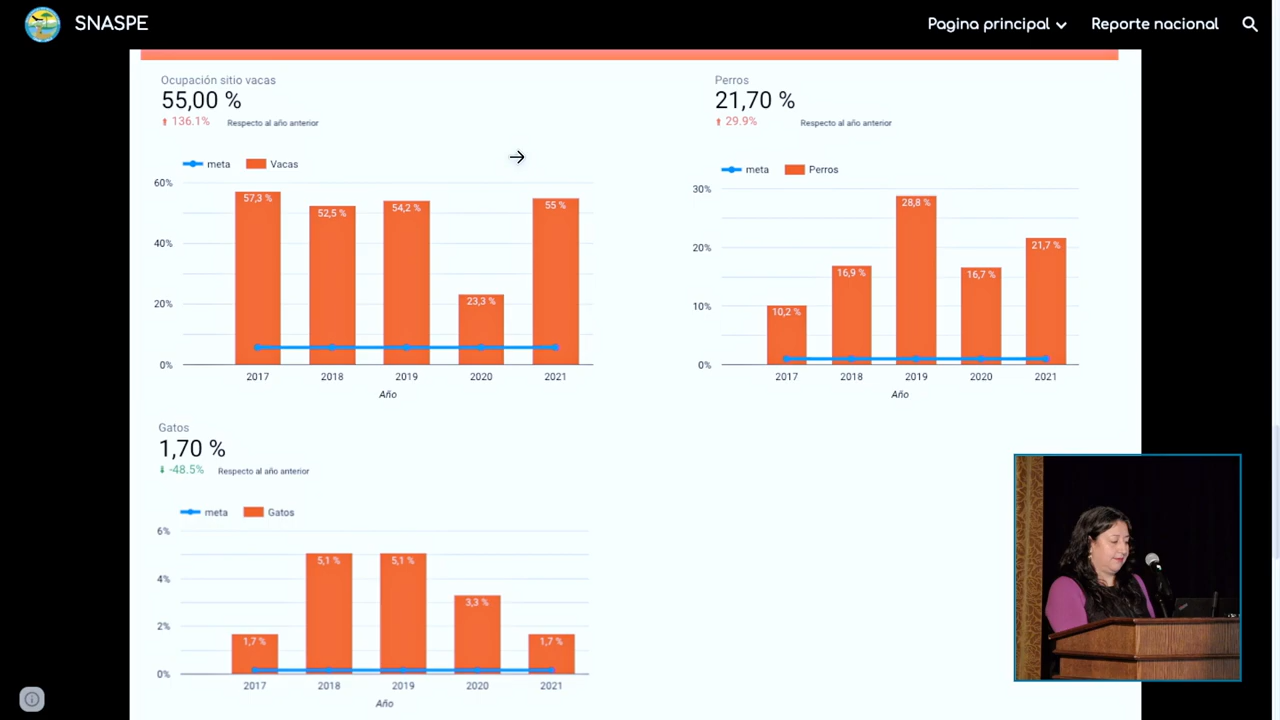 SNASPE
Pagina principal
Reporte nacional
Ocupación sitio vacas
55,00 %
136.1% Respecto al año anterior
meta Vacas
60%
40%
20%
0%
57,3 %
52,5 %
54,2 %
23,3 %
55 %
2017 2018 2019 2020 2021
Año
Perros
21,70 %
29.9% Respecto al año anterior
meta Perros
30%
20%
10%
0%
10,2 %
16,9 %
28,8 %
16,7 %
21,7 %
2017 2018 2019 2020 2021
Año
Gatos
1,70 %
-48.5% Respecto al año anterior
meta Gatos
6%
4%
2%
0%
1,7 %
5,1 %
5,1 %
3,3 %
1,7 %
2017 2018 2019 2020 2021
Año